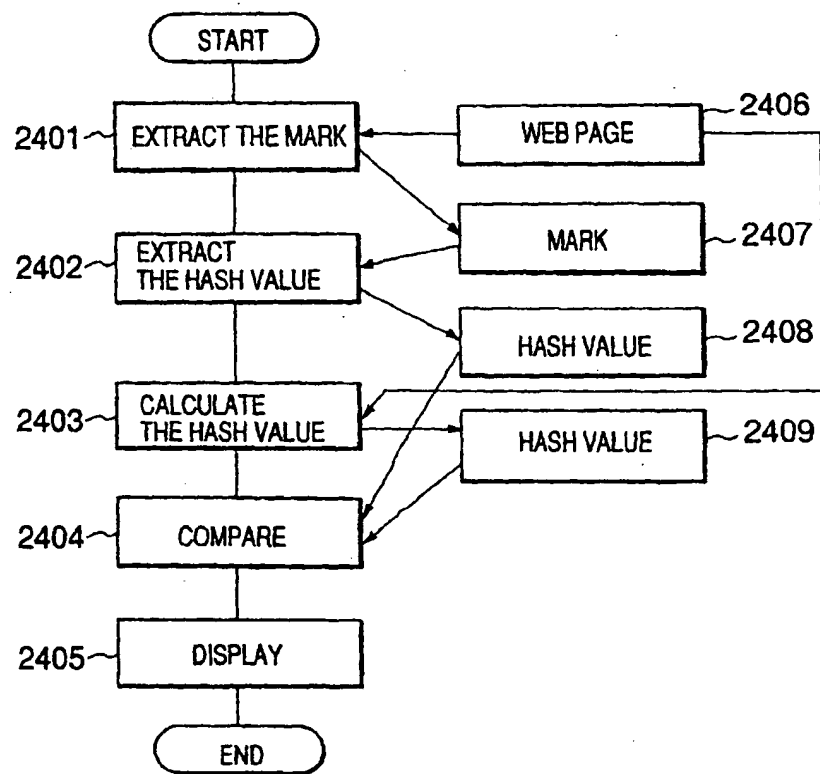 START
2401
EXTRACT THE MARK
WEB PAGE
2406
MARK
2407
2402
EXTRACT
THE HASH VALUE
HASH VALUE
2408
2403
CALCULATE
THE HASH VALUE
HASH VALUE
2409
2404
COMPARE
2405
DISPLAY
END